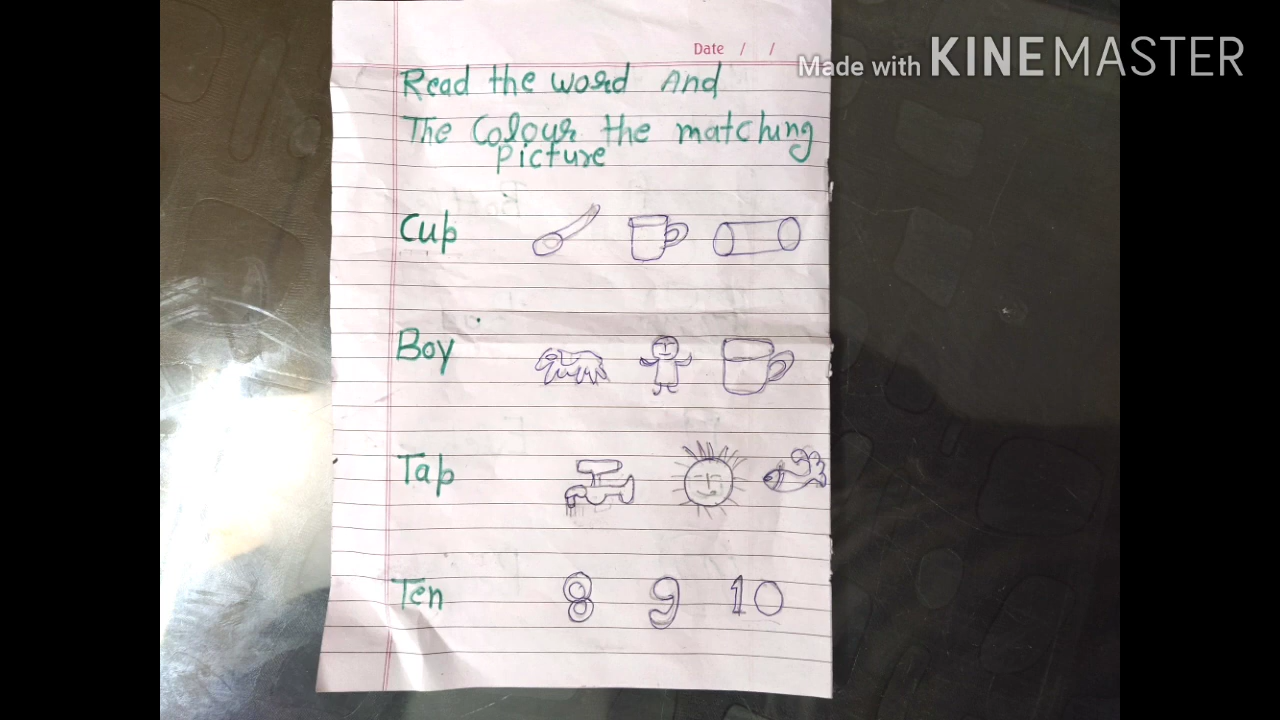 Date / /
Made with KINEMASTER
Read the word And
The Colour the matching
picture
Cup
Boy
Tap
Ten 8 9 10